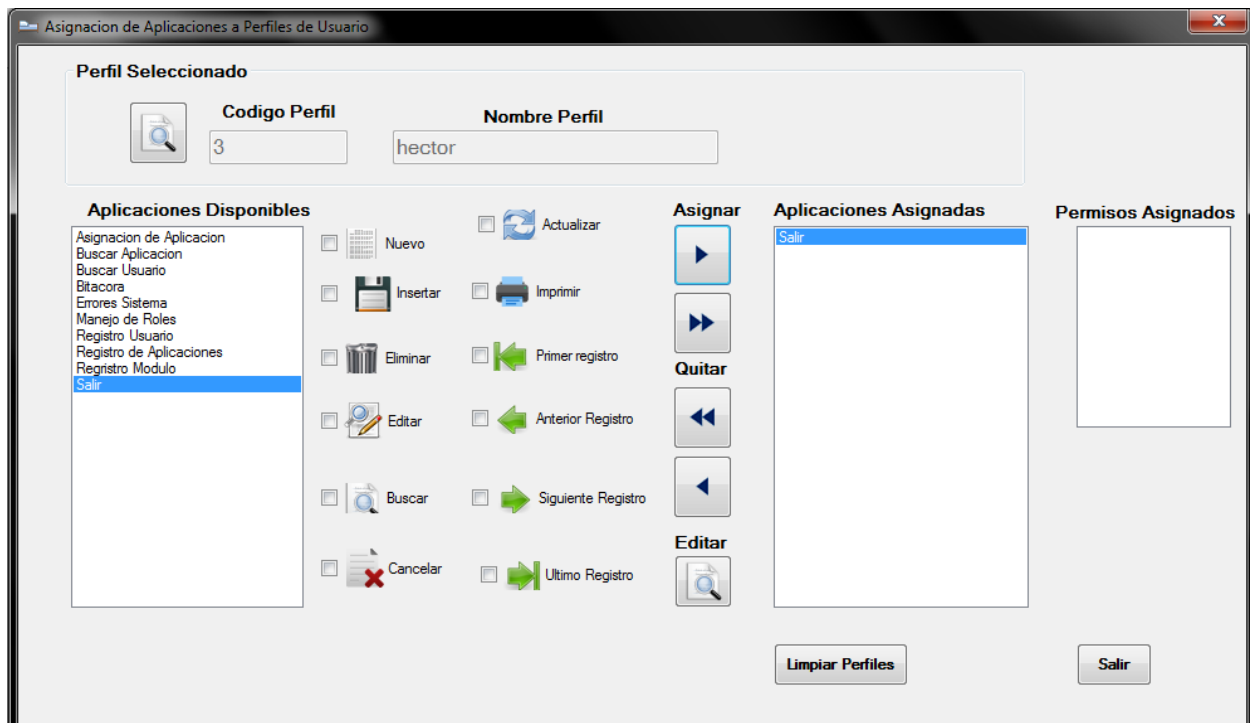 Asignacion de Aplicaciones a Perfiles de Usuario
x
Perfil Seleccionado
Codigo Perfil
Nombre Perfil
3
hector
Aplicaciones Disponibles
Asignacion de Aplicacion
Buscar Aplicacion
Buscar Usuario
Bitacora
Errores Sistema
Manejo de Roles
Registro Usuario
Registro de Aplicaciones
Regristro Modulo
Salir
Nuevo
Insertar
Eliminar
Editar
Buscar
Cancelar
Actualizar
Imprimir
Primer registro
Anterior Registro
Siguiente Registro
Ultimo Registro
Asignar
Quitar
Editar
Aplicaciones Asignadas
Salir
Permisos Asignados
Limpiar Perfiles
Salir